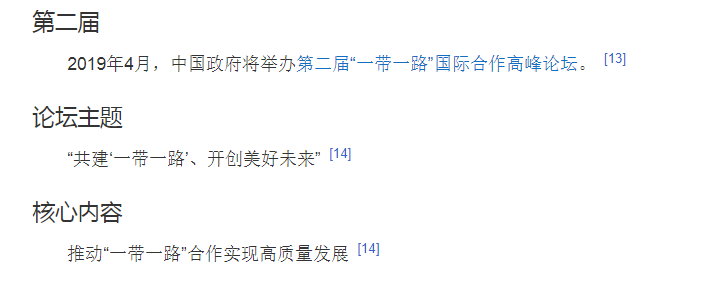 第二届
2019年4月，中国政府将举办第二届“一带一路”国际合作高峰论坛。 [13]
论坛主题
“共建‘一带一路’、开创美好未来” [14]
核心内容
推动“一带一路”合作实现高质量发展 [14]